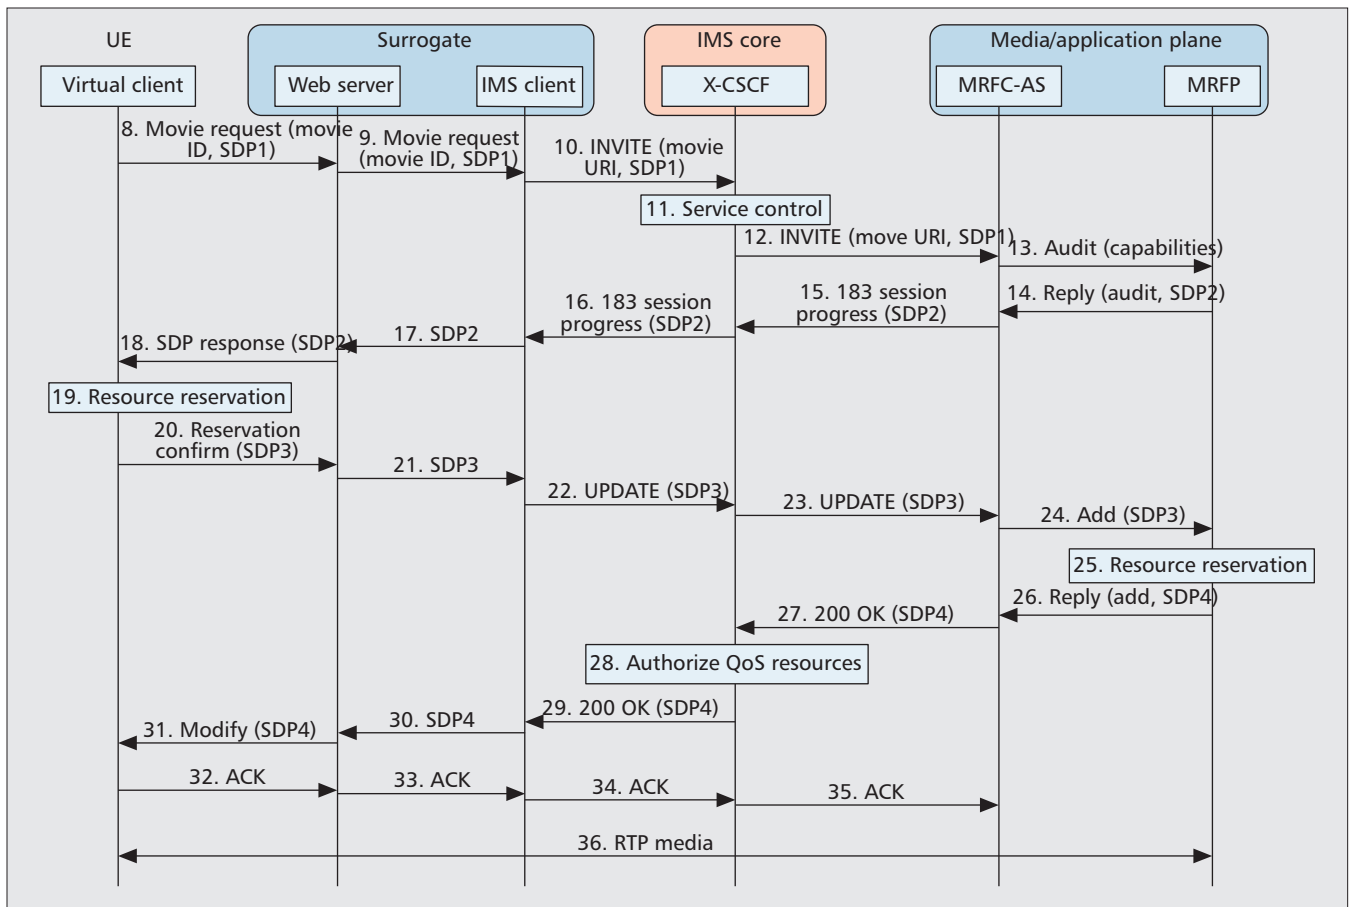 UE
Surrogate
IMS core
Media/application plane
Virtual client
Web server
IMS client
X-CSCF
MRFC-AS
MRFP
8. Movie request (movie
ID, SDP1)
9. Movie request
(movie ID, SDP1)
10. INVITE (movie
URI, SDP1)
11. Service control
12. INVITE (move URI, SDP1)
13. Audit (capabilities)
14. Reply (audit, SDP2)
15. 183 session
progress (SDP2)
16. 183 session
progress (SDP2)
17. SDP2
18. SDP response (SDP2)
19. Resource reservation
20. Reservation
confirm (SDP3)
21. SDP3
22. UPDATE (SDP3)
23. UPDATE (SDP3)
24. Add (SDP3)
25. Resource reservation
26. Reply (add, SDP4)
27. 200 OK (SDP4)
28. Authorize QoS resources
29. 200 OK (SDP4)
30. SDP4
31. Modify (SDP4)
32. ACK
33. ACK
34. ACK
35. ACK
36. RTP media